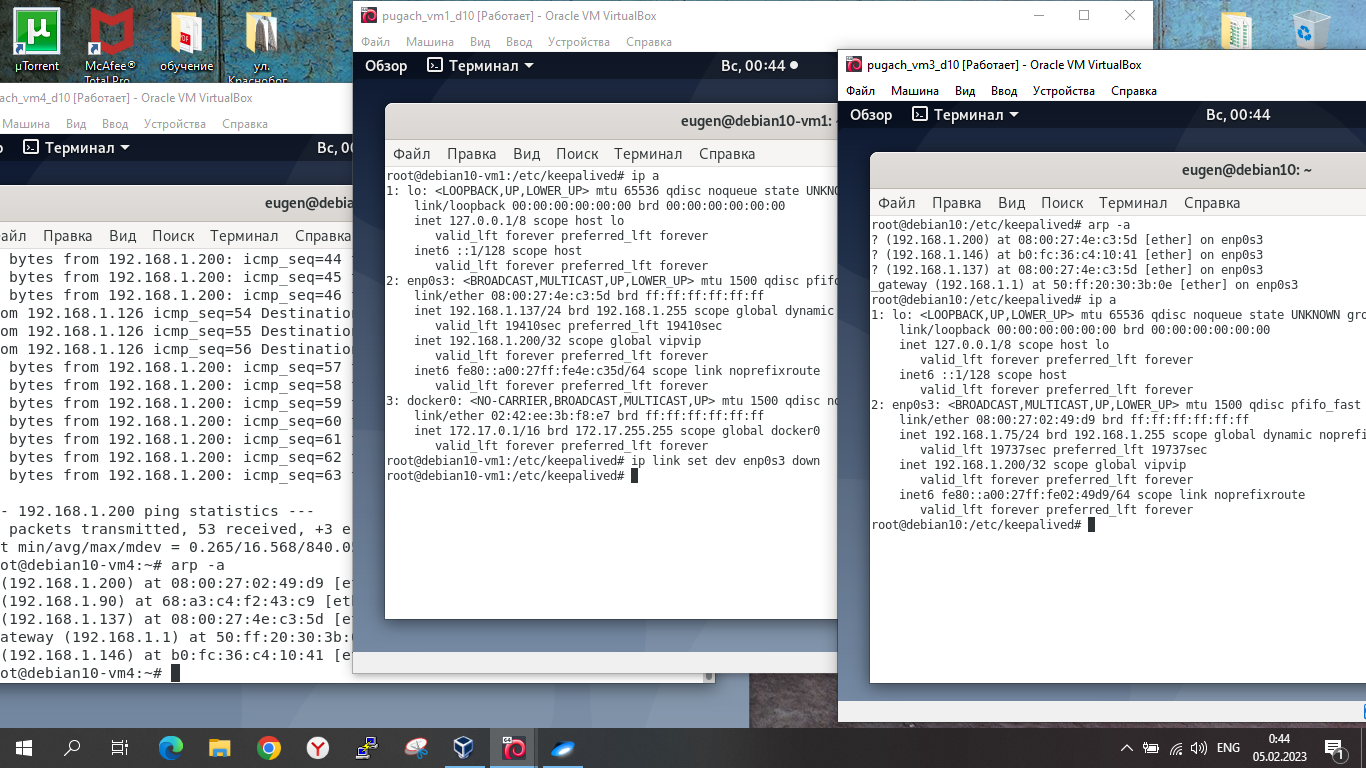 µTorrent
McAfee®
Total Pro
обучение
ул.
Краснобог
gach_vm4_d10 [Работает] - Oracle VM VirtualBox
Машина Вид Ввод Устройства Справка
Терминал
Вс, 00
eugen@debia
айл Правка Вид Поиск Терминал Справка
bytes from 192.168.1.200: icmp_seq=44
bytes from 192.168.1.200: icmp_seq=45
bytes from 192.168.1.200: icmp_seq=46
om 192.168.1.126 icmp_seq=54 Destination
om 192.168.1.126 icmp_seq=55 Destination
om 192.168.1.126 icmp_seq=56 Destination
bytes from 192.168.1.200: icmp_seq=57
bytes from 192.168.1.200: icmp_seq=58
bytes from 192.168.1.200: icmp_seq=59
bytes from 192.168.1.200: icmp_seq=60
bytes from 192.168.1.200: icmp_seq=61
bytes from 192.168.1.200: icmp_seq=62
bytes from 192.168.1.200: icmp_seq=63
- 192.168.1.200 ping statistics ---
packets transmitted, 53 received, +3 e
t min/avg/max/mdev = 0.265/16.568/840.05
ot@debian10-vm4:~# arp -a
(192.168.1.200) at 08:00:27:02:49:d9 [et
(192.168.1.90) at 68:a3:c4:f2:43:c9 [eth
(192.168.1.137) at 08:00:27:4e:c3:5d [et
ateway (192.168.1.1) at 50:ff:20:30:3b:
(192.168.1.146) at b0:fc:36:c4:10:41 [et
ot@debian10-vm4:~#
pugach_vm1_d10 [Работает] - Oracle VM VirtualBox
Файл Машина Вид Ввод Устройства Справка
Обзор Терминал Вс, 00:44
eugen@debian10-vm1: ~
Файл Правка Вид Поиск Терминал Справка
root@debian10-vm1:/etc/keepalived# ip a
1: lo: <LOOPBACK,UP,LOWER_UP> mtu 65536 qdisc noqueue state UNKNO
link/loopback 00:00:00:00:00:00 brd 00:00:00:00:00:00
inet 127.0.0.1/8 scope host lo
valid_lft forever preferred_lft forever
inet6 ::1/128 scope host
valid_lft forever preferred_lft forever
2: enp0s3: <BROADCAST,MULTICAST,UP,LOWER_UP> mtu 1500 qdisc pfifo
link/ether 08:00:27:4e:c3:5d brd ff:ff:ff:ff:ff:ff
inet 192.168.1.137/24 brd 192.168.1.255 scope global dynamic
valid_lft 19410sec preferred_lft 19410sec
inet 192.168.1.200/32 scope global vipvip
valid_lft forever preferred_lft forever
inet6 fe80::a00:27ff:fe4e:c35d/64 scope link noprefixroute
valid_lft forever preferred_lft forever
3: docker0: <NO-CARRIER,BROADCAST,MULTICAST,UP> mtu 1500 qdisc no
link/ether 02:42:ee:3b:f8:e7 brd ff:ff:ff:ff:ff:ff
inet 172.17.0.1/16 brd 172.17.255.255 scope global docker0
valid_lft forever preferred_lft forever
root@debian10-vm1:/etc/keepalived# ip link set dev enp0s3 down
root@debian10-vm1:/etc/keepalived#
pugach_vm3_d10 [Работает] - Oracle VM VirtualBox
Файл Машина Вид Ввод Устройства Справка
Обзор Терминал Вс, 00:44
eugen@debian10: ~
Файл Правка Вид Поиск Терминал Справка
root@debian10:/etc/keepalived# arp -a
? (192.168.1.200) at 08:00:27:4e:c3:5d [ether] on enp0s3
? (192.168.1.146) at b0:fc:36:c4:10:41 [ether] on enp0s3
? (192.168.1.137) at 08:00:27:4e:c3:5d [ether] on enp0s3
_gateway (192.168.1.1) at 50:ff:20:30:3b:0e [ether] on enp0s3
root@debian10:/etc/keepalived# ip a
1: lo: <LOOPBACK,UP,LOWER_UP> mtu 65536 qdisc noqueue state UNKNOWN gro
link/loopback 00:00:00:00:00:00 brd 00:00:00:00:00:00
inet 127.0.0.1/8 scope host lo
valid_lft forever preferred_lft forever
inet6 ::1/128 scope host
valid_lft forever preferred_lft forever
2: enp0s3: <BROADCAST,MULTICAST,UP,LOWER_UP> mtu 1500 qdisc pfifo_fast
link/ether 08:00:27:02:49:d9 brd ff:ff:ff:ff:ff:ff
inet 192.168.1.75/24 brd 192.168.1.255 scope global dynamic noprefi
valid_lft 19737sec preferred_lft 19737sec
inet 192.168.1.200/32 scope global vipvip
valid_lft forever preferred_lft forever
inet6 fe80::a00:27ff:fe02:49d9/64 scope link noprefixroute
valid_lft forever preferred_lft forever
root@debian10:/etc/keepalived#
ENG
0:44
05.02.2023
1